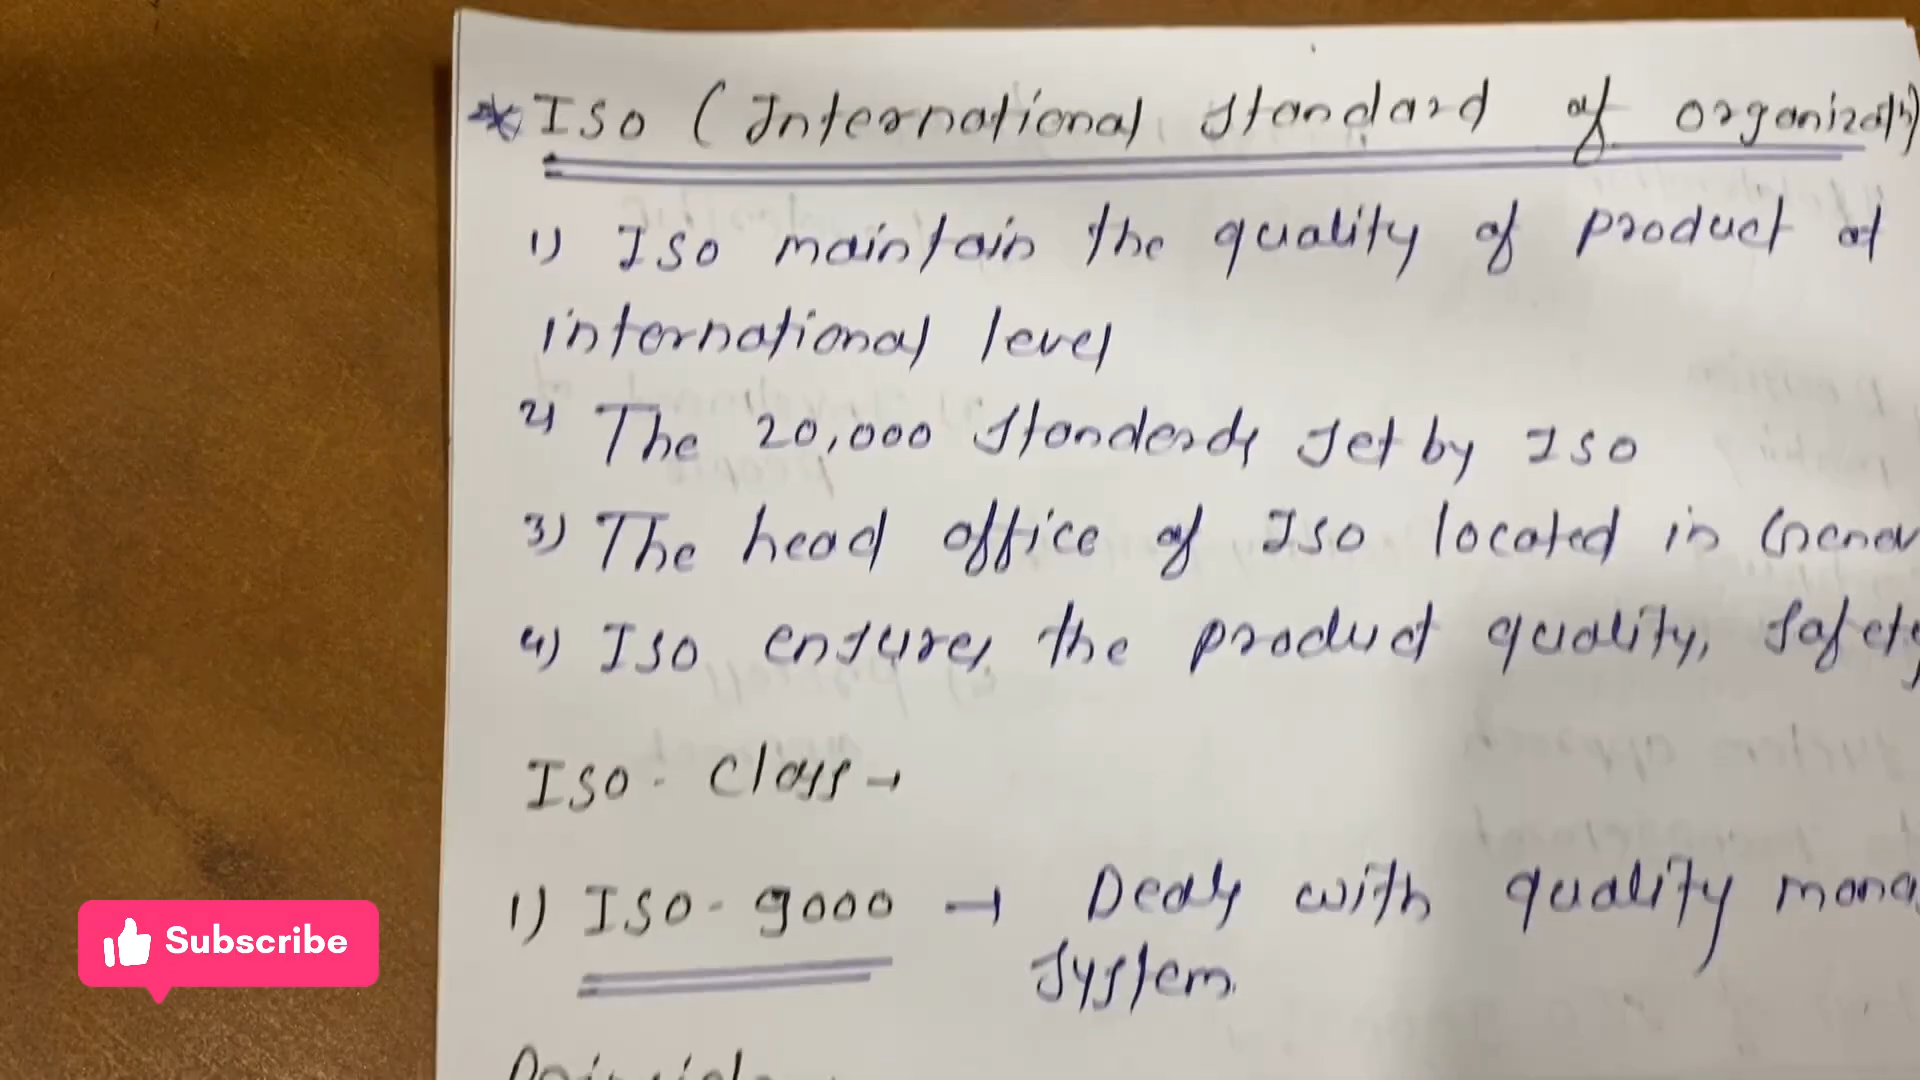 * ISO (International Standard of organizatn)
1) ISO maintain the quality of product at
international level
2) The 20,000 Standards set by ISO
3) The head office of ISO located in Genev
4) ISO ensures the product quality, safety
ISO - Class →
1) ISO - 9000 → Deals with quality mana
System.
Subscribe